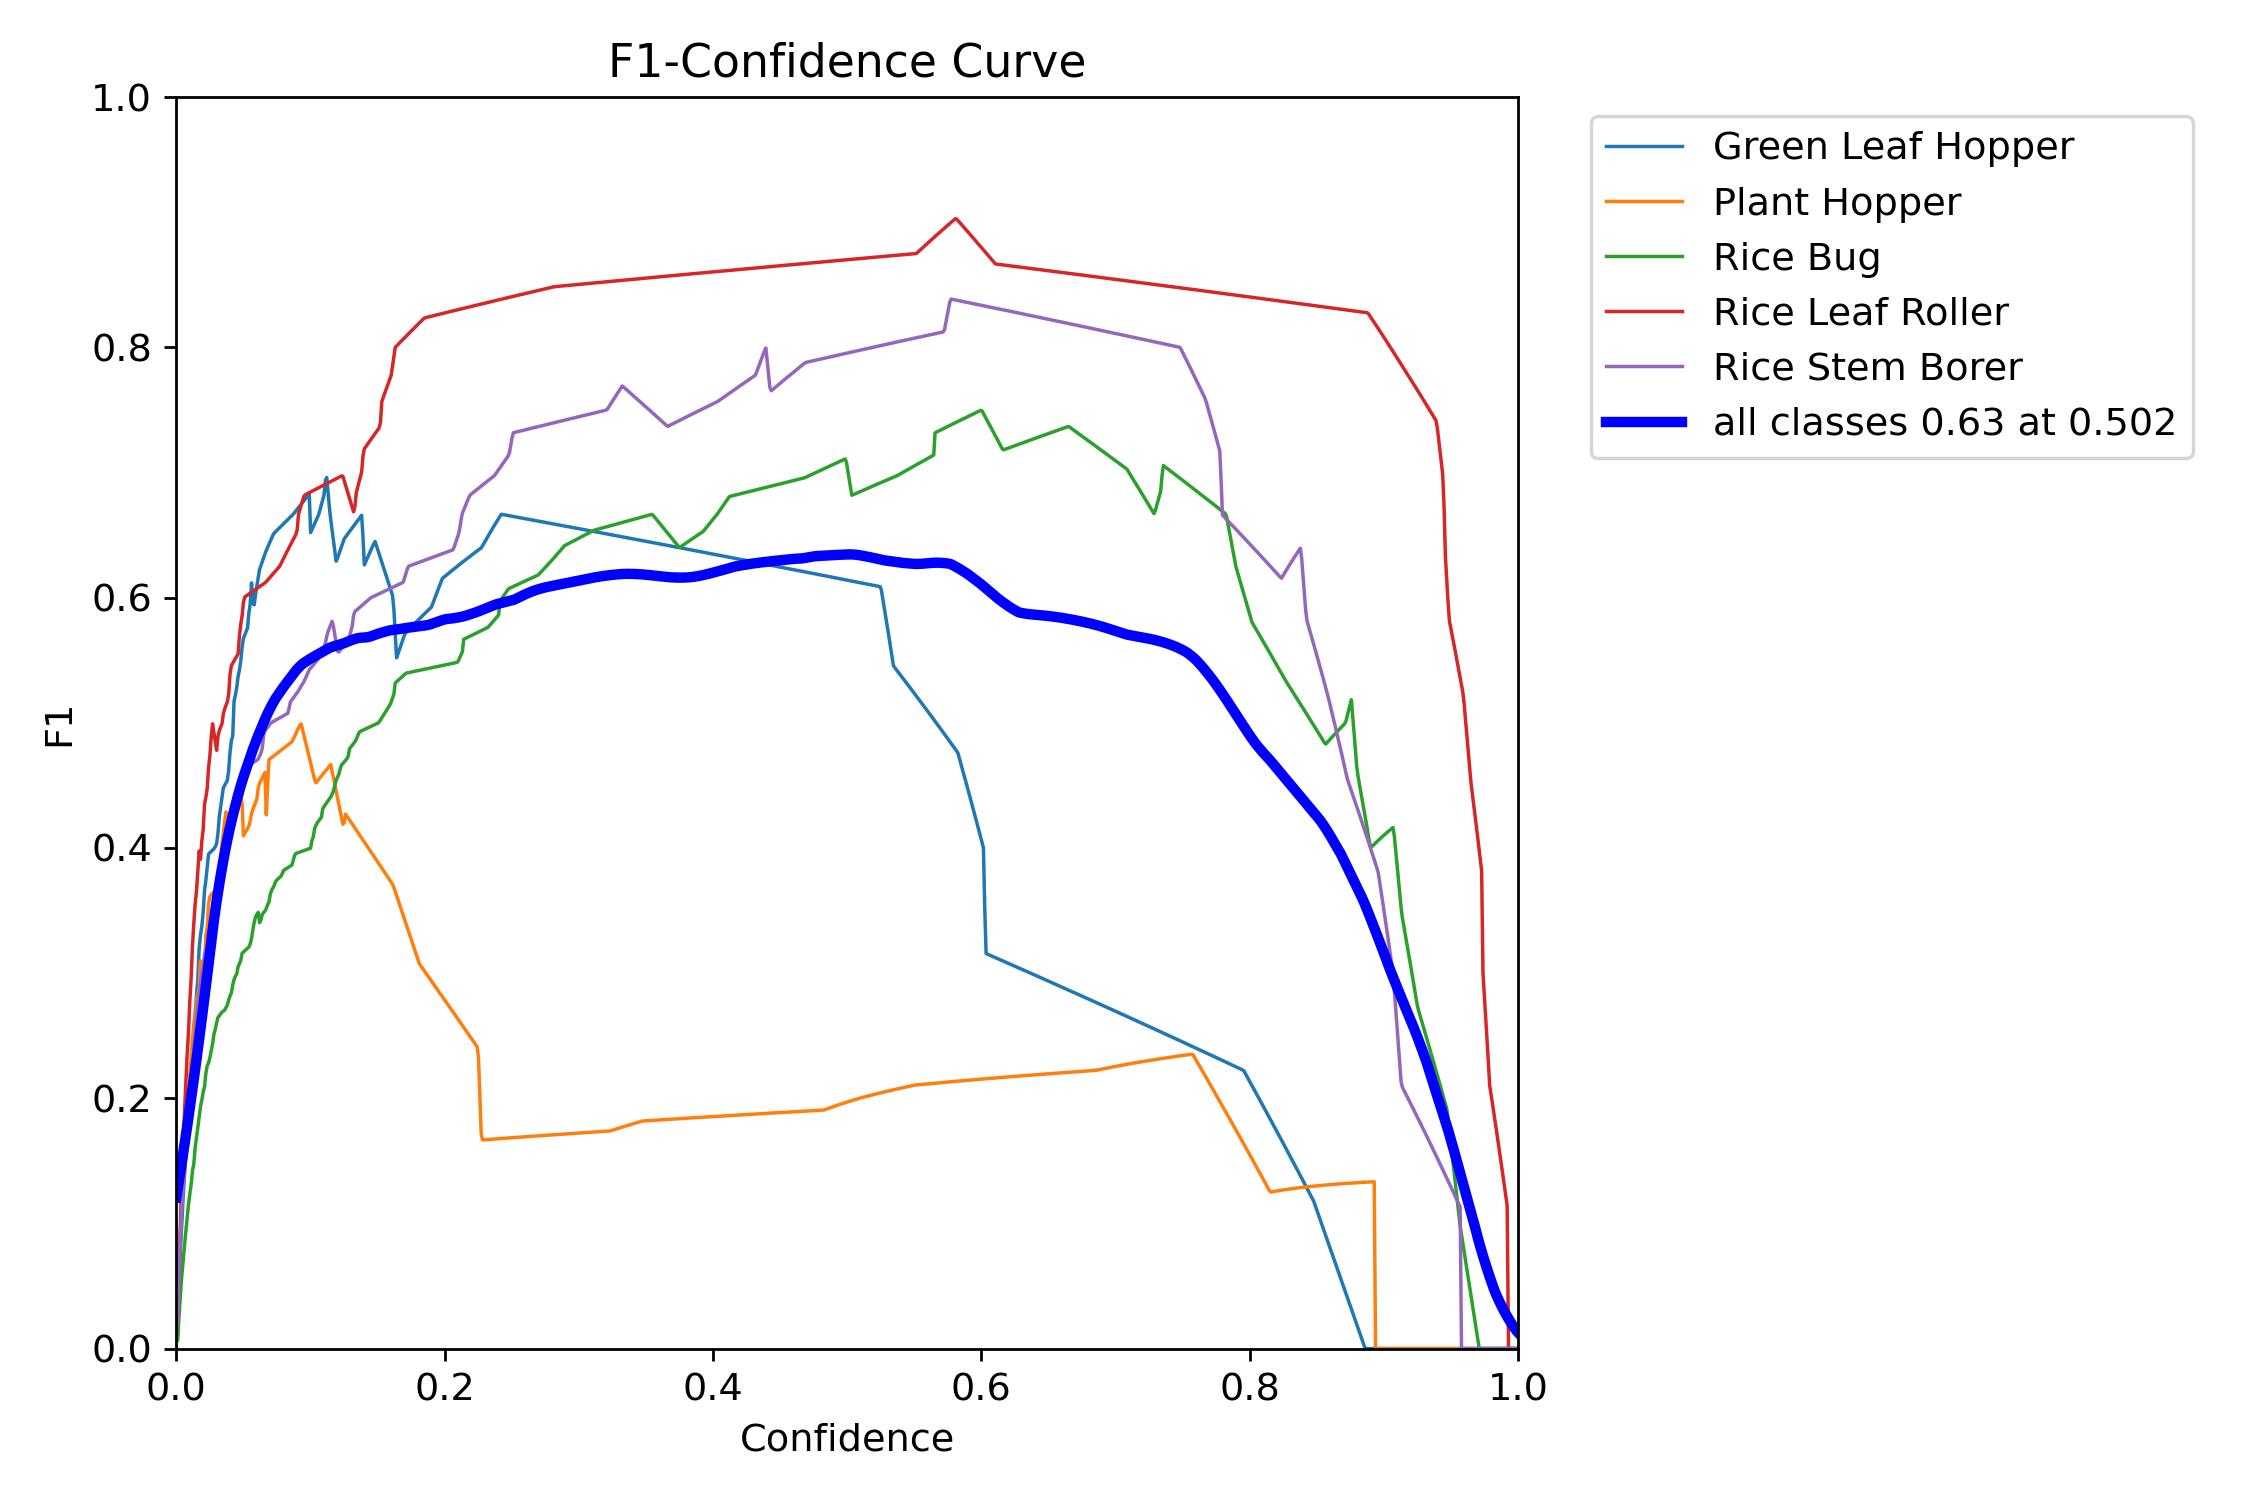 F1-Confidence Curve
1.0
0.8
0.6
0.4
0.2
0.0
F1
0.0 0.2 0.4 0.6 0.8 1.0
Confidence
Green Leaf Hopper
Plant Hopper
Rice Bug
Rice Leaf Roller
Rice Stem Borer
all classes 0.63 at 0.502